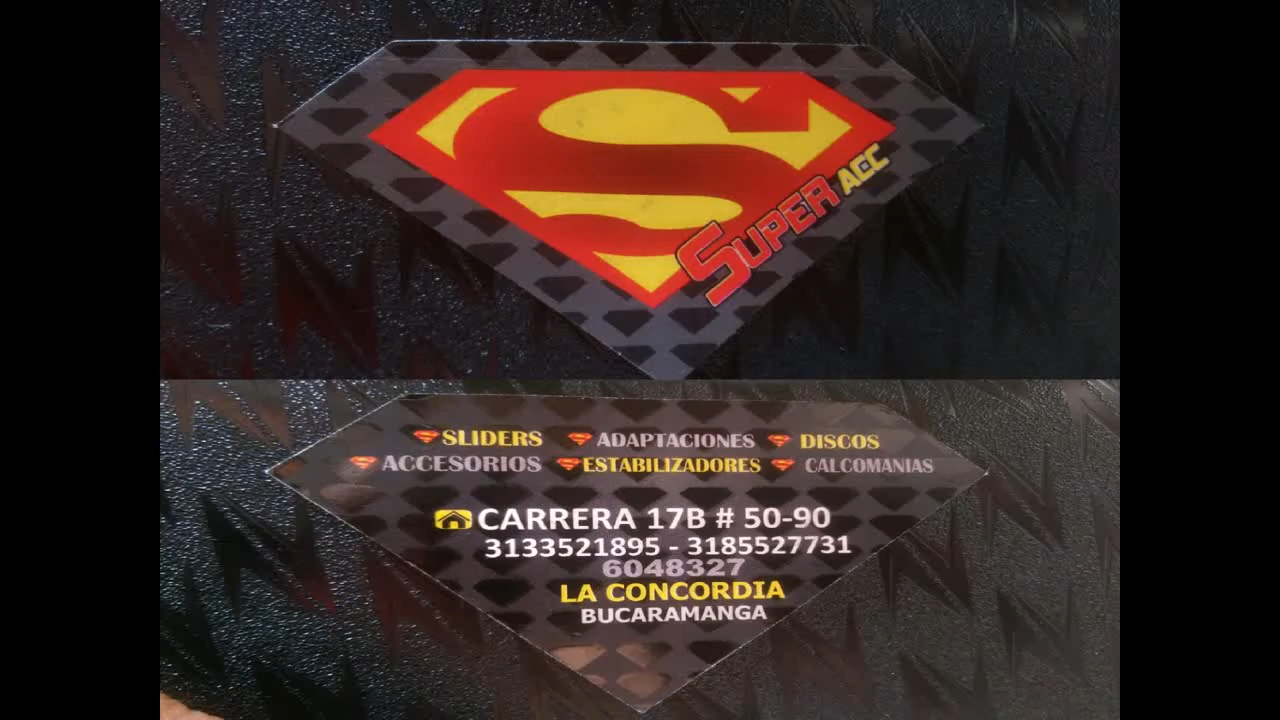 SUPER ACC
SLIDERS ADAPTACIONES DISCOS
ACCESORIOS ESTABILIZADORES CALCOMANIAS
CARRERA 17B # 50-90
3133521895 - 3185527731
6048327
LA CONCORDIA
BUCARAMANGA